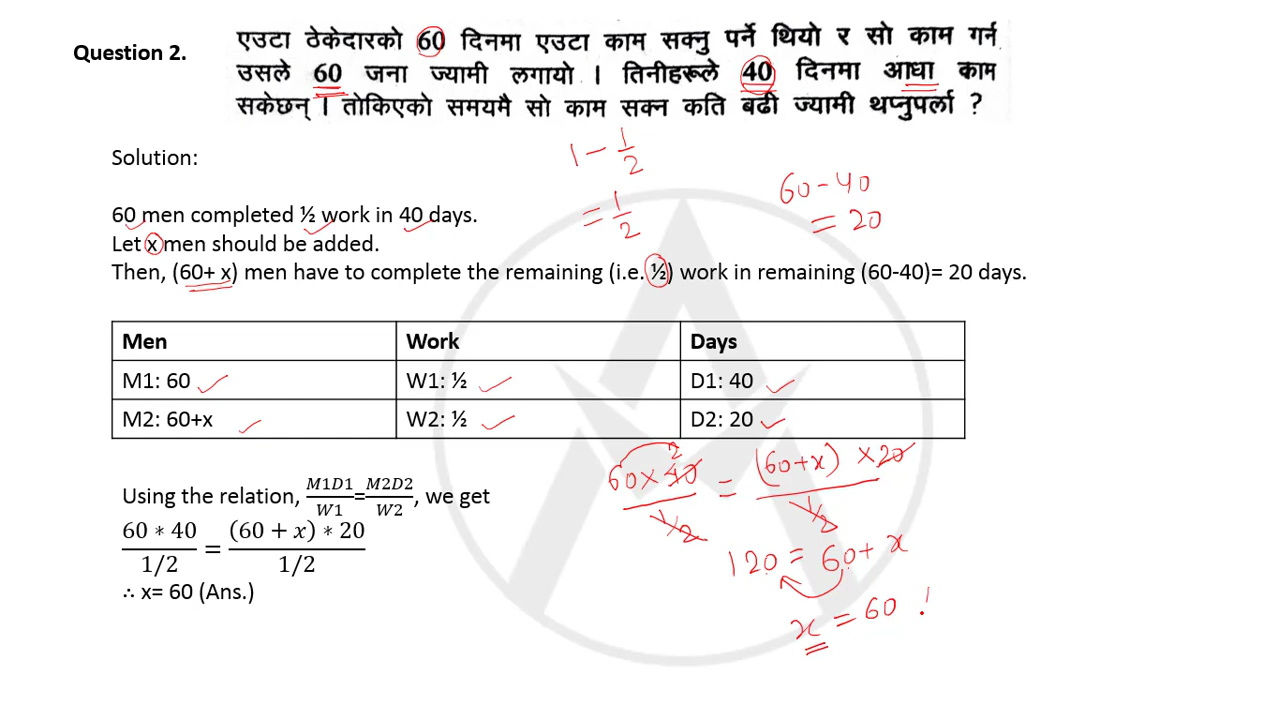 Question 2.
एउटा ठेकेदारको 60 दिनमा एउटा काम सक्नु पर्ने थियो र सो काम गर्न
उसले 60 जना ज्यामी लगायो । तिनीहरूले 40 दिनमा आधा काम
सकेछन् । तोकिएको समयमै सो काम सक्न कति बढी ज्यामी थप्नुपर्ला ?
Solution:
1 - 1/2
= 1/2
60-40
= 20
60 men completed ½ work in 40 days.
Let x men should be added.
Then, (60+ x) men have to complete the remaining (i.e. ½) work in remaining (60-40)= 20 days.
Men Work Days
M1: 60 W1: ½ D1: 40
M2: 60+x W2: ½ D2: 20
Using the relation, M1D1/W1=M2D2/W2, we get
60 ∗ 40/1/2 = (60 + x) ∗ 20/1/2
∴ x= 60 (Ans.)
2
60 × 40/1/2 = (60+x) × 20/1/2
120 = 60+ x
x = 60